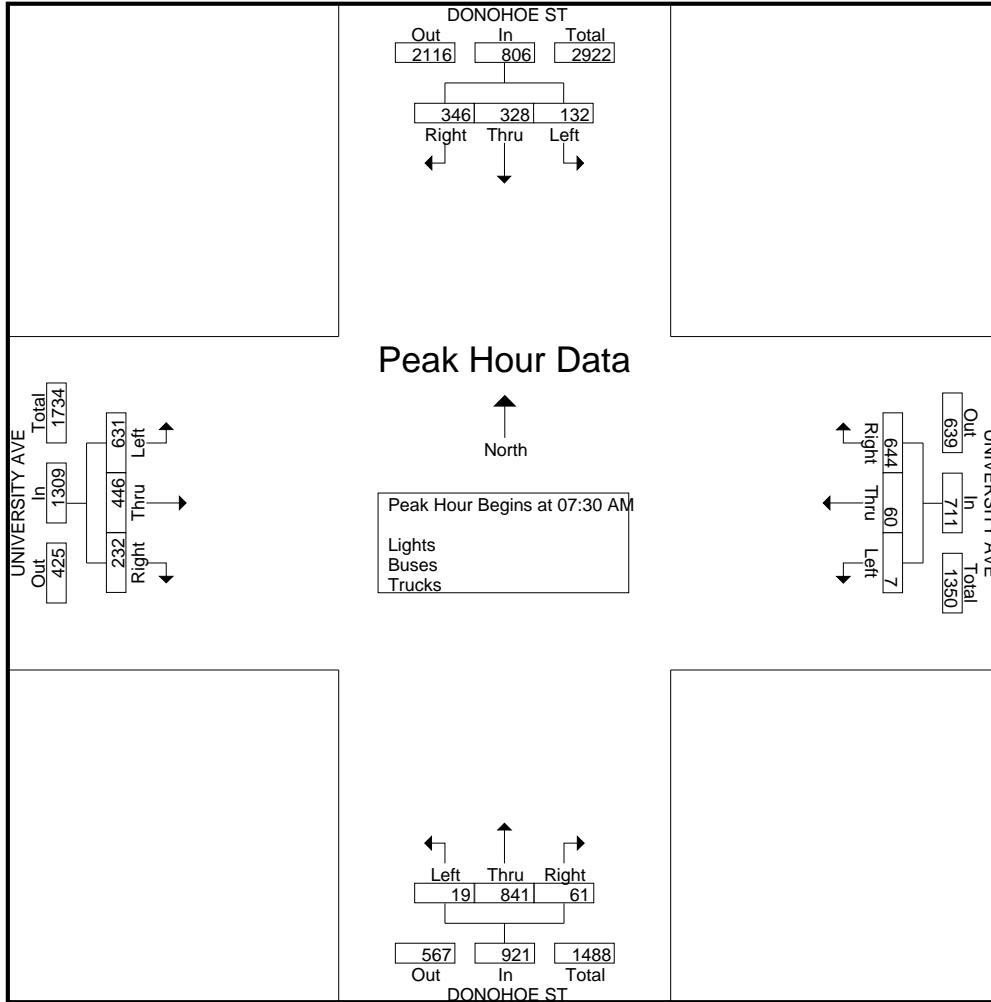 DONOHOE ST
Out In Total
2116 806 2922
346 328 132
Right Thru Left
Peak Hour Data
North
Peak Hour Begins at 07:30 AM
Lights
Buses
Trucks
UNIVERSITY AVE
Out In Total
425 1309 1734
232 446 631
Right Thru Left
UNIVERSITY AVE
Out In Total
639 711 1350
644 60 7
Right Thru Left
Left Thru Right
19 841 61
567 921 1488
Out In Total
DONOHOE ST